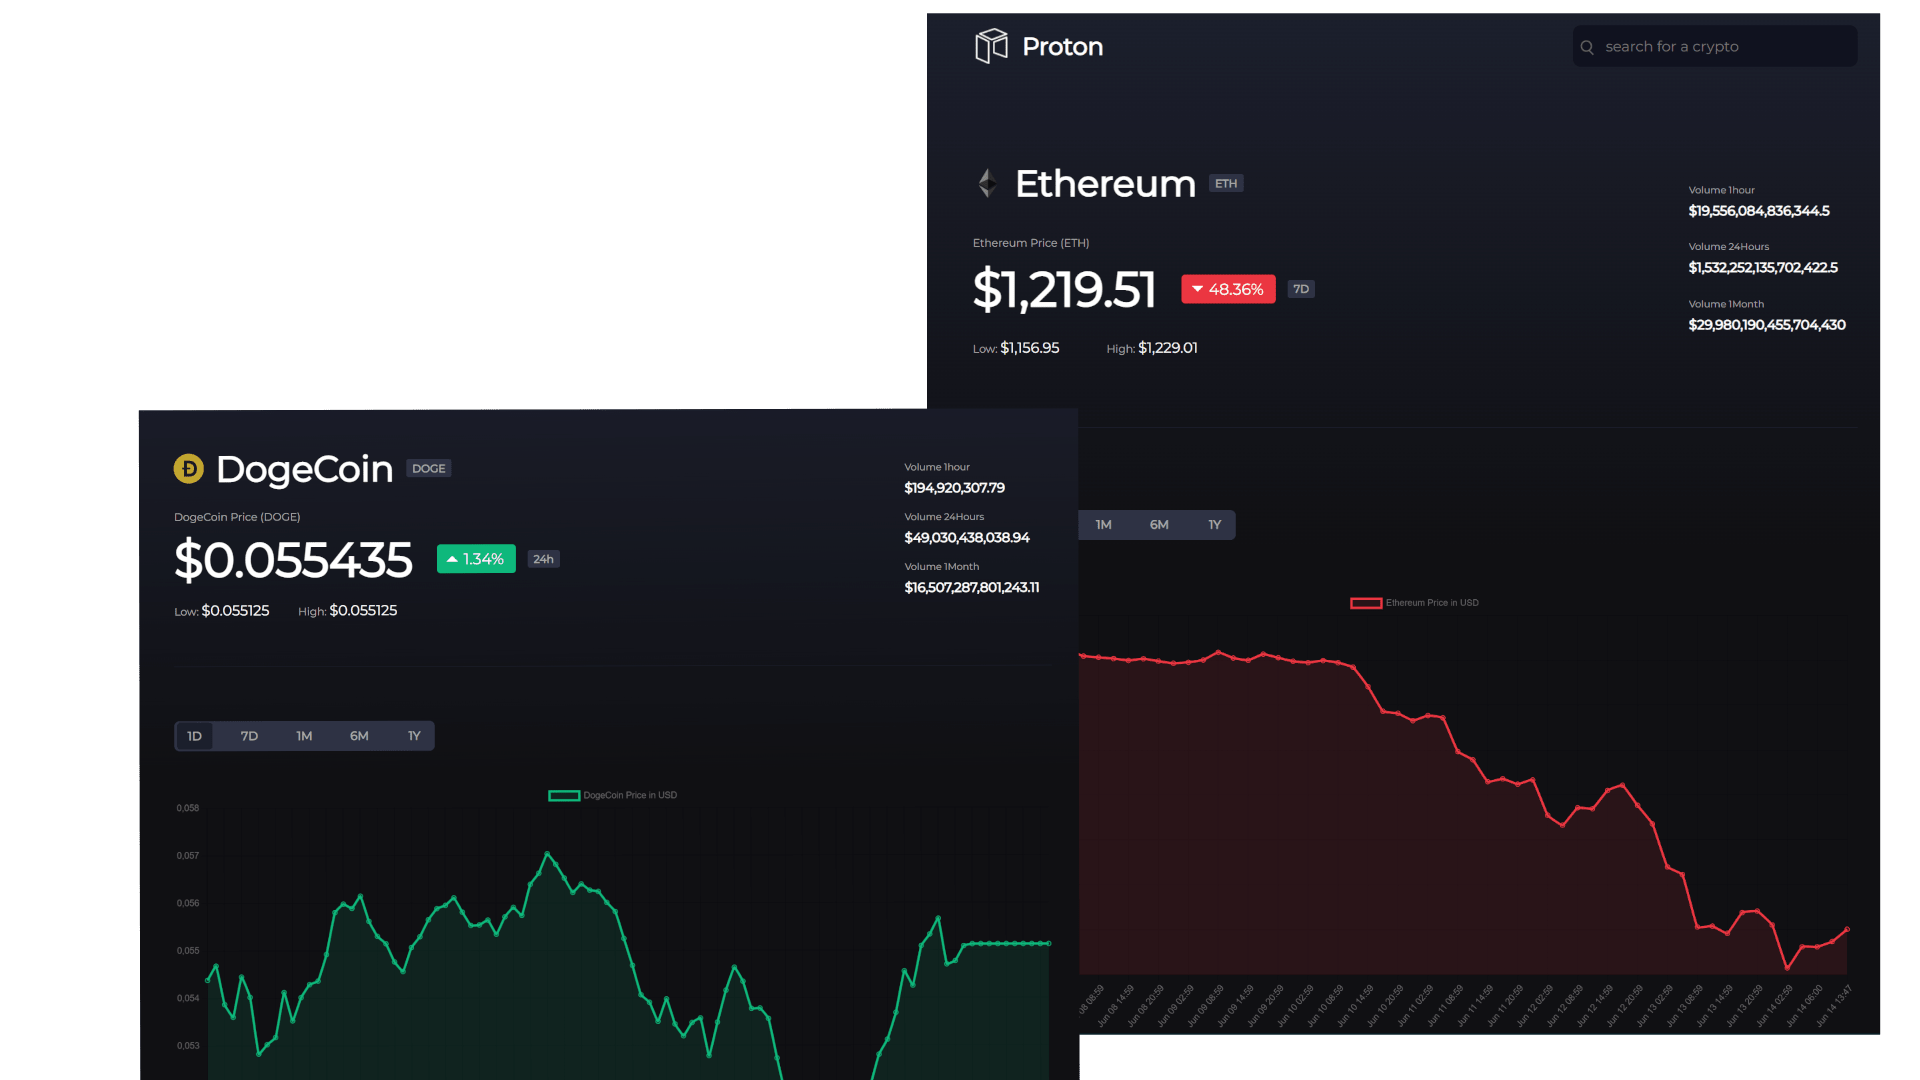 Proton
search for a crypto
Ethereum ETH
Ethereum Price (ETH)
$1,219.51 48.36% 7D
Low: $1,156.95 High: $1,229.01
Volume 1hour
$19,556,084,836,344.5
Volume 24Hours
$1,532,252,135,702,422.5
Volume 1Month
$29,980,190,455,704,430
1M 6M 1Y
Ethereum Price in USD
08 08:59
Jun 08 14:59
Jun 08 20:59
Jun 09 02:59
Jun 09 08:59
Jun 09 14:59
Jun 09 20:59
Jun 10 02:59
Jun 10 08:59
Jun 10 14:59
Jun 10 20:59
Jun 11 02:59
Jun 11 08:59
Jun 11 14:59
Jun 11 20:59
Jun 12 02:59
Jun 12 08:59
Jun 12 14:59
Jun 12 20:59
Jun 13 02:59
Jun 13 08:59
Jun 13 14:59
Jun 13 20:59
Jun 14 02:59
Jun 14 06:00
Jun 14 13:47
DogeCoin DOGE
DogeCoin Price (DOGE)
$0.055435 1.34% 24h
Low: $0.055125 High: $0.055125
Volume 1hour
$194,920,307.79
Volume 24Hours
$49,030,438,038.94
Volume 1Month
$16,507,287,801,243.11
1D 7D 1M 6M 1Y
DogeCoin Price in USD
0,058
0,057
0,056
0,055
0,054
0,053